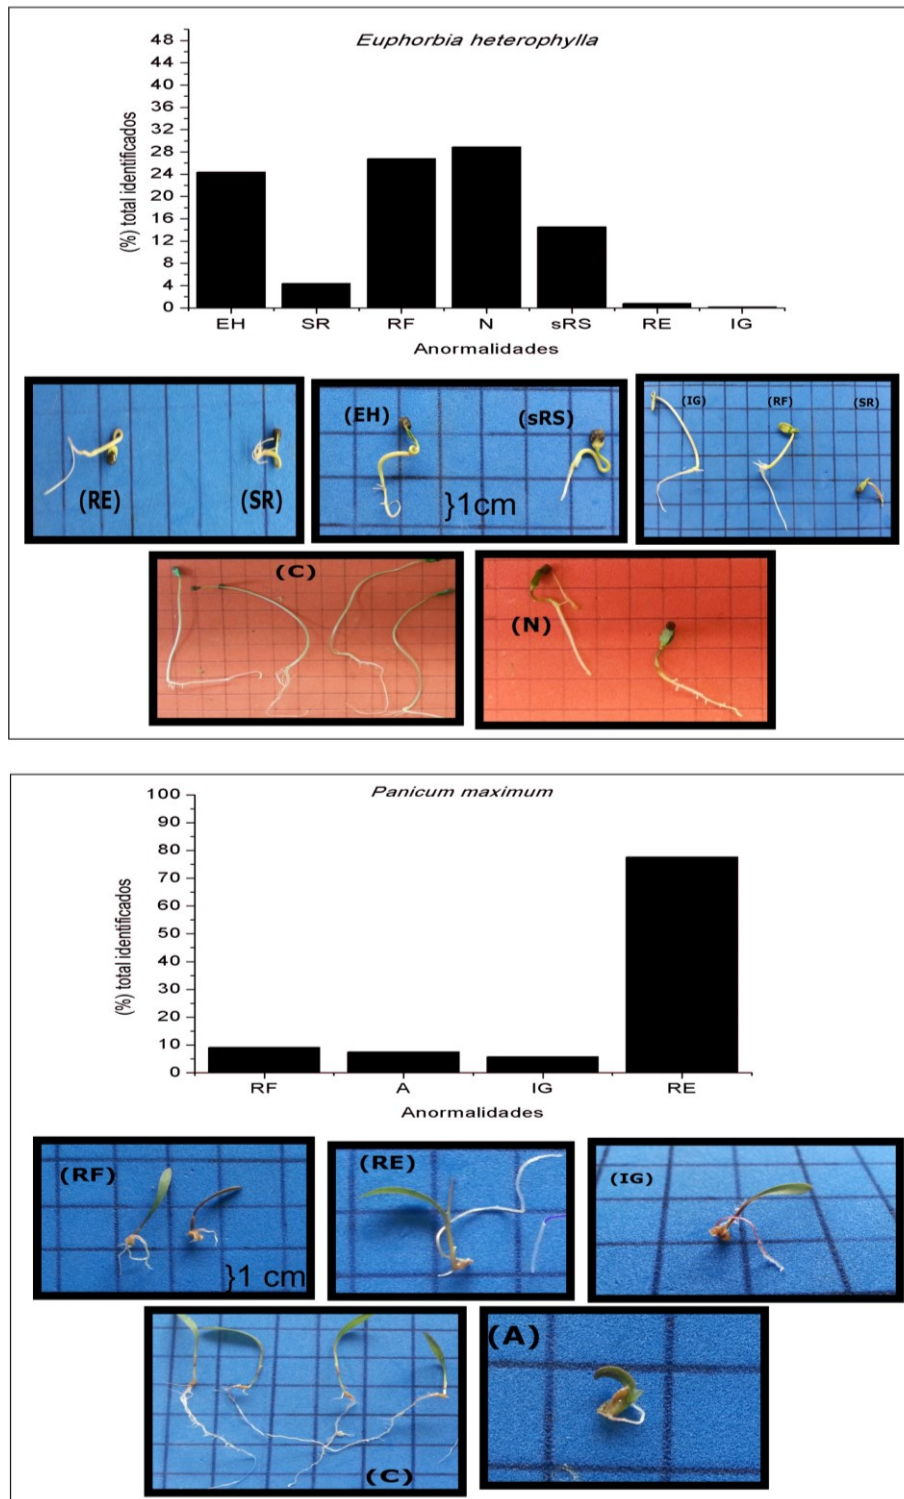 Euphorbia heterophylla
48
44
40
36
32
28
24
20
16
12
8
4
0
(%) total identificados
EH SR RF N sRS RE IG
Anormalidades
(RE) (SR)
(EH) (sRS)
}1cm
(IG) (RF) (SR)
(C)
(N)
Panicum maximum
100
90
80
70
60
50
40
30
20
10
0
(%) total identificados
RF A IG RE
Anormalidades
(RF)
}1 cm
(RE)
(IG)
(C)
(A)